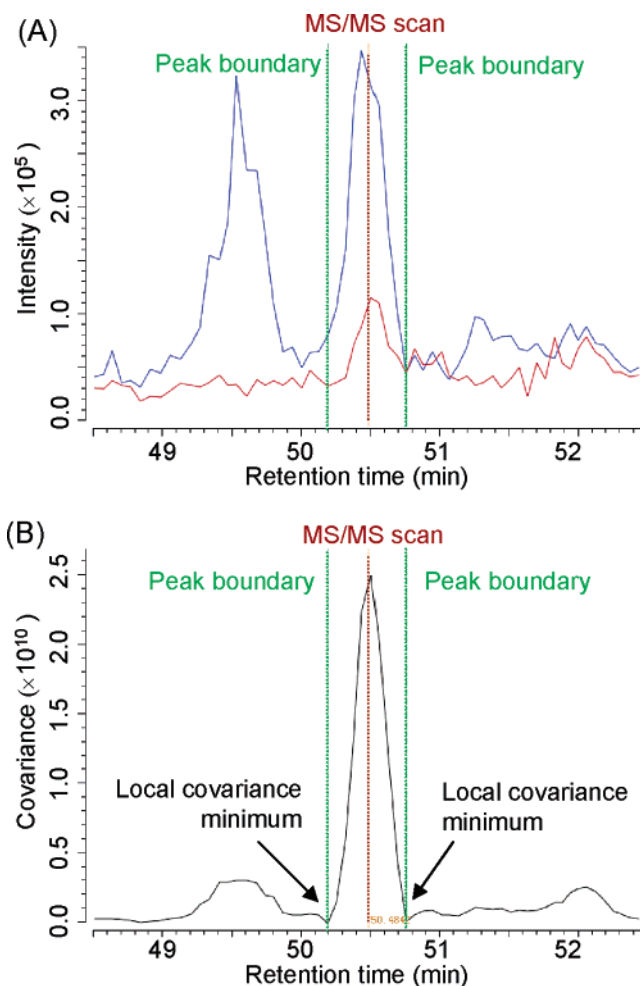 (A)
MS/MS scan
Peak boundary
Peak boundary
Intensity (×10⁵)
3.0
2.0
1.0
0.0
49
50
51
52
Retention time (min)
(B)
MS/MS scan
Peak boundary
Peak boundary
Covariance (×10¹⁰)
2.5
2.0
1.5
1.0
0.5
0.0
Local covariance
minimum
Local covariance
minimum
50.484
49
50
51
52
Retention time (min)